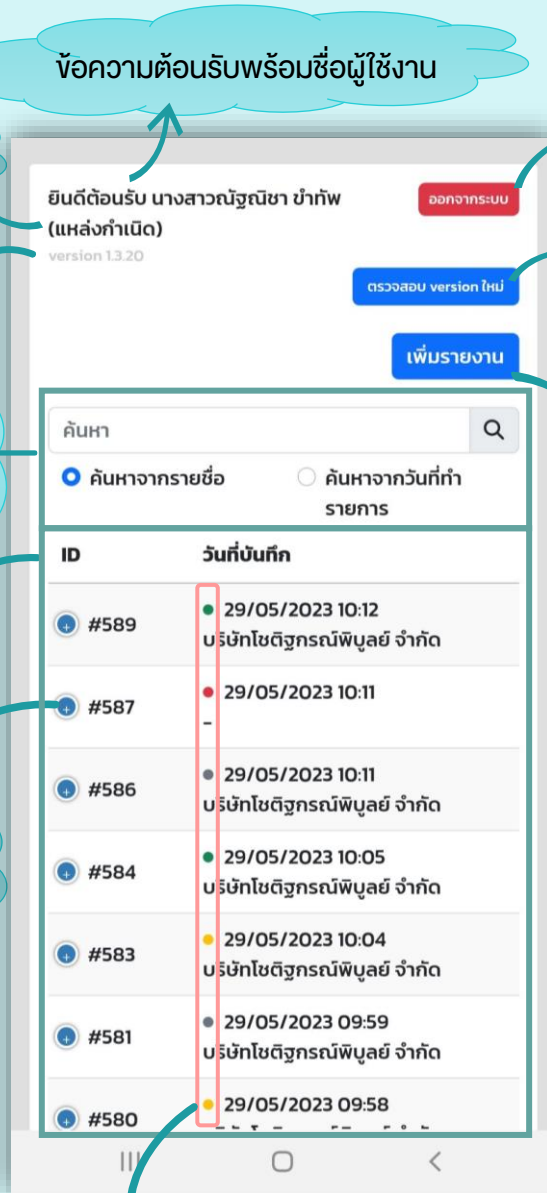 ข้อความต้อนรับพร้อมชื่อผู้ใช้งาน
ยินดีต้อนรับ นางสาวณัฐณิชา ขำทัพ
(แหล่งกำเนิด)
ออกจากระบบ
version 1.3.20
ตรวจสอบ version ใหม่
เพิ่มรายงาน
ค้นหา
ค้นหาจากรายชื่อ
ค้นหาจากวันที่ทำ
รายการ
ID วันที่บันทึก
#589 29/05/2023 10:12
บริษัทโชติฐกรณ์พิบูลย์ จำกัด
#587 29/05/2023 10:11
-
#586 29/05/2023 10:11
บริษัทโชติฐกรณ์พิบูลย์ จำกัด
#584 29/05/2023 10:05
บริษัทโชติฐกรณ์พิบูลย์ จำกัด
#583 29/05/2023 10:04
บริษัทโชติฐกรณ์พิบูลย์ จำกัด
#581 29/05/2023 09:59
บริษัทโชติฐกรณ์พิบูลย์ จำกัด
#580 29/05/2023 09:58